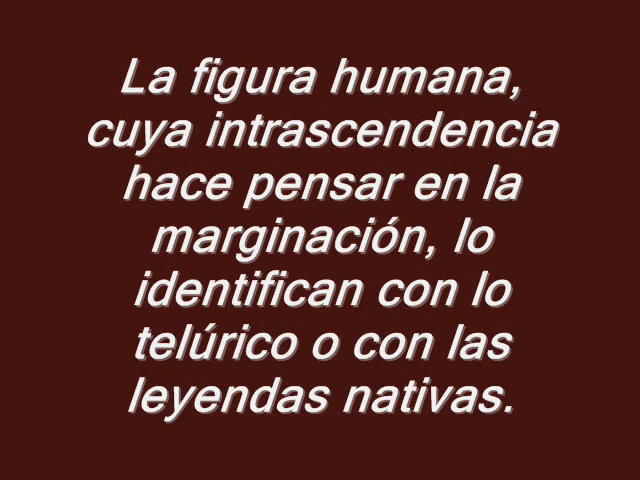 La figura humana,
cuya intrascendencia
hace pensar en la
marginación, lo
identifican con lo
telúrico o con las
leyendas nativas.